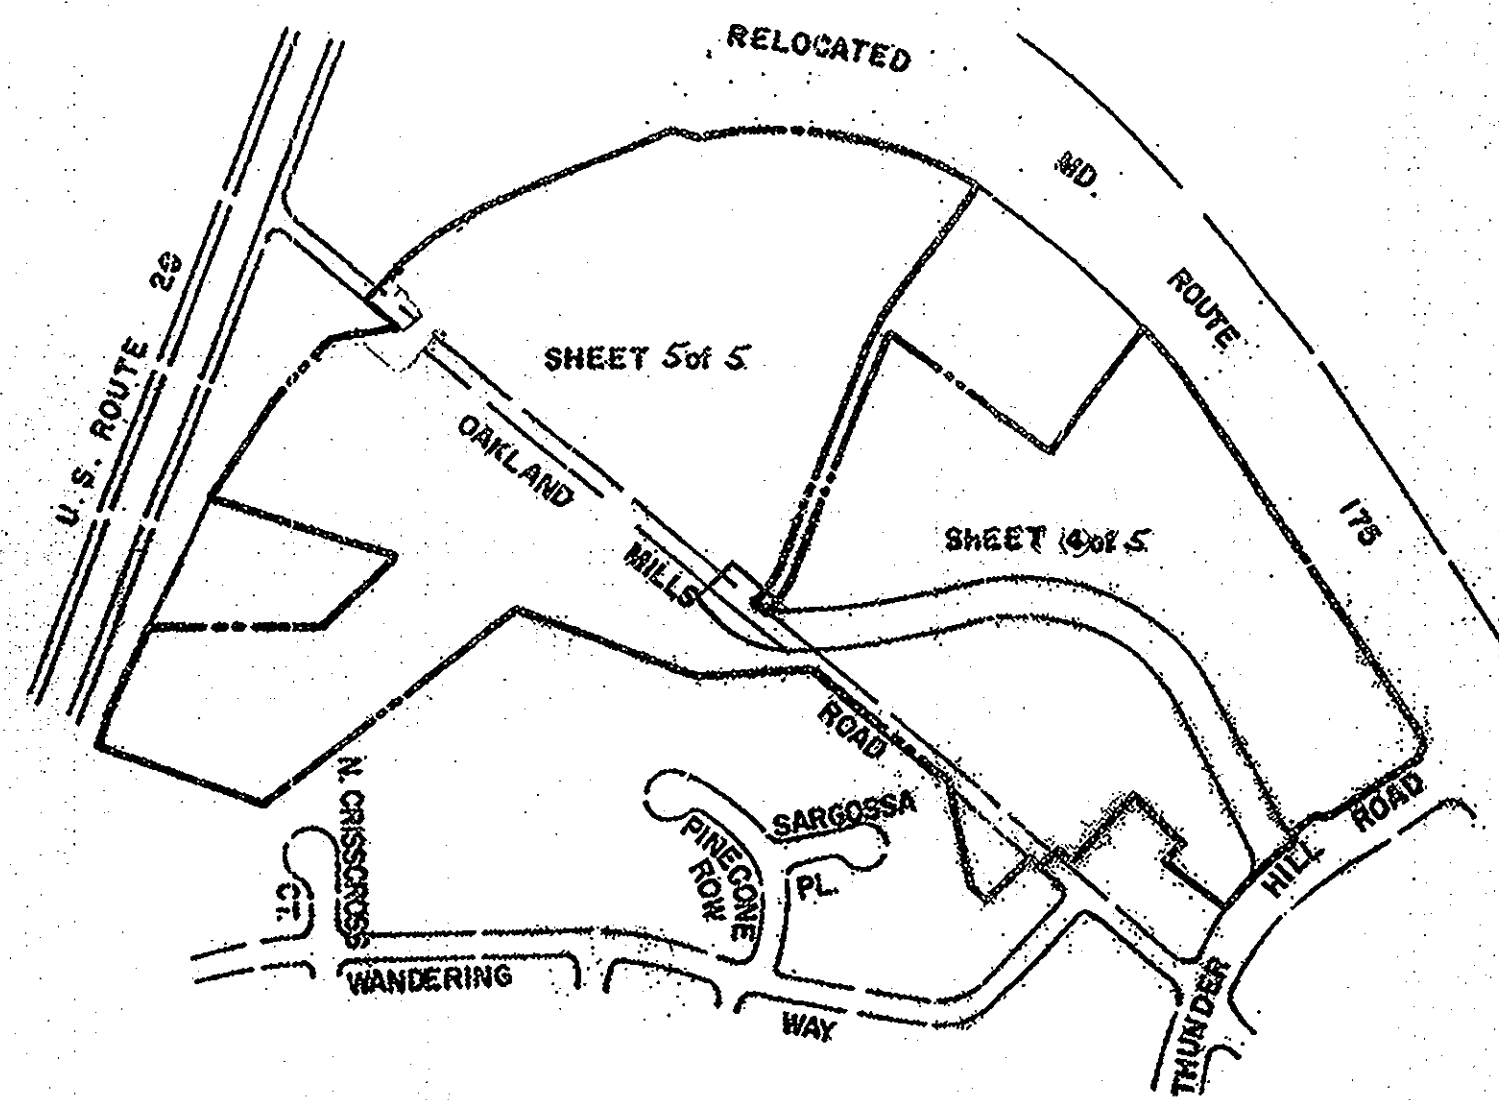 RELOCATED
MD.
ROUTE
175
U.S. ROUTE 29
SHEET 5 of 5
OAKLAND
MILLS
ROAD
SHEET 4 of 5
N. CRISSCROSS
CT.
PINECONE
ROW
SARGOSSA
PL.
WANDERING
WAY
THUNDER
HILL
ROAD